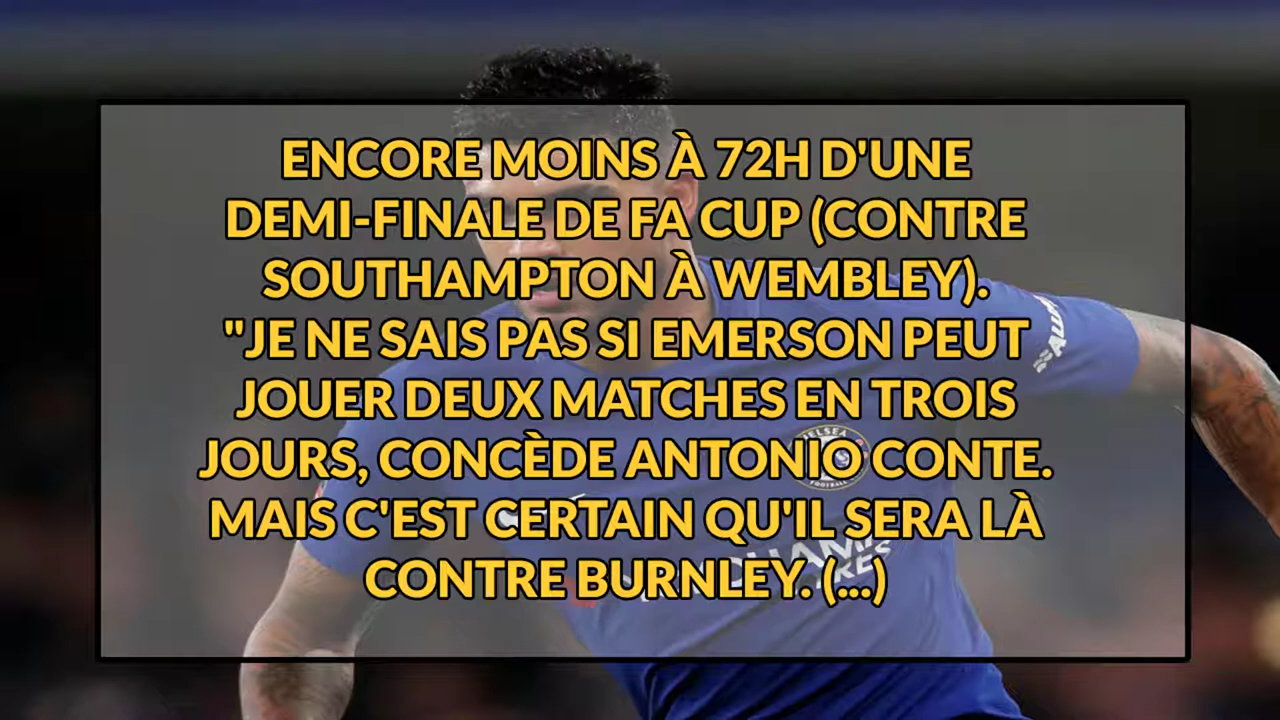 ENCORE MOINS À 72H D'UNE
DEMI-FINALE DE FA CUP (CONTRE
SOUTHAMPTON À WEMBLEY).
"JE NE SAIS PAS SI EMERSON PEUT
JOUER DEUX MATCHES EN TROIS
JOURS, CONCÈDE ANTONIO CONTE.
MAIS C'EST CERTAIN QU'IL SERA LÀ
CONTRE BURNLEY. (...)